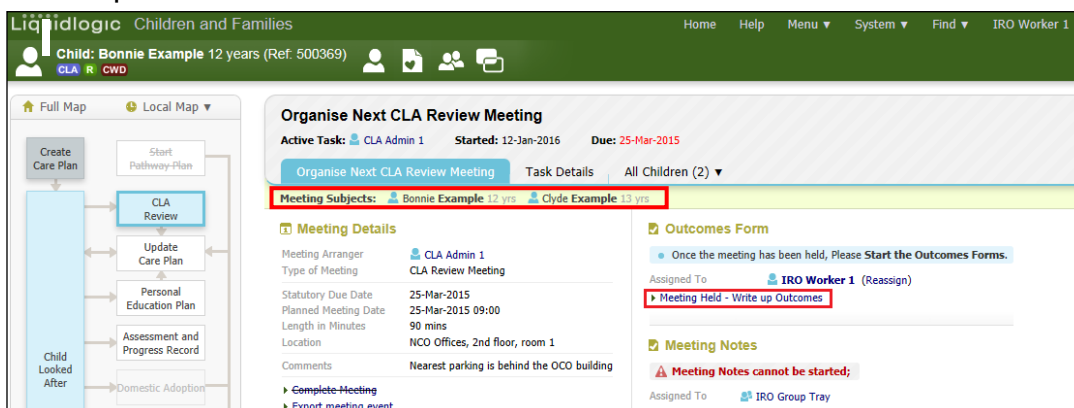 Liquidlogic Children and Families
Home Help Menu ▼ System ▼ Find ▼ IRO Worker 1
Child: Bonnie Example 12 years (Ref: 500369)
CLA R CWD
Full Map Local Map ▼
Create
Care Plan
Start
Pathway Plan
CLA
Review
Update
Care Plan
Personal
Education Plan
Assessment and
Progress Record
Child
Looked
After
Domestic Adoption
Organise Next CLA Review Meeting
Active Task: CLA Admin 1 Started: 12-Jan-2016 Due: 25-Mar-2015
Organise Next CLA Review Meeting Task Details All Children (2) ▼
Meeting Subjects: Bonnie Example 12 yrs Clyde Example 13 yrs
Meeting Details
Meeting Arranger CLA Admin 1
Type of Meeting CLA Review Meeting
Statutory Due Date 25-Mar-2015
Planned Meeting Date 25-Mar-2015 09:00
Length in Minutes 90 mins
Location NCO Offices, 2nd floor, room 1
Comments Nearest parking is behind the OCO building
Complete Meeting
Export meeting event
Outcomes Form
Once the meeting has been held, Please Start the Outcomes Forms.
Assigned To IRO Worker 1 (Reassign)
Meeting Held - Write up Outcomes
Meeting Notes
Meeting Notes cannot be started;
Assigned To IRO Group Tray